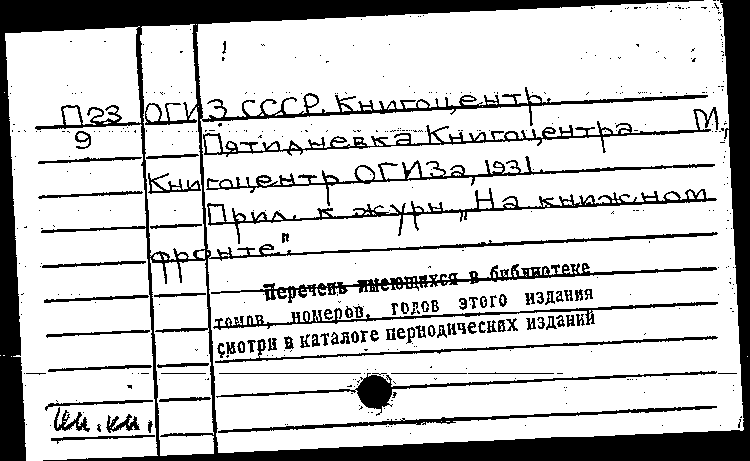 П23 ОГИЗ СССР. Книгоцентр.
9 Пятидневка Книгоцентра М.,
Книгоцентр ОГИЗа, 1931.
Прил. к журн „На книжном
фронте".
Перечень имеющихся в библиотеке
томов, номеров, годов этого издания
смотри в каталоге периодических изданий